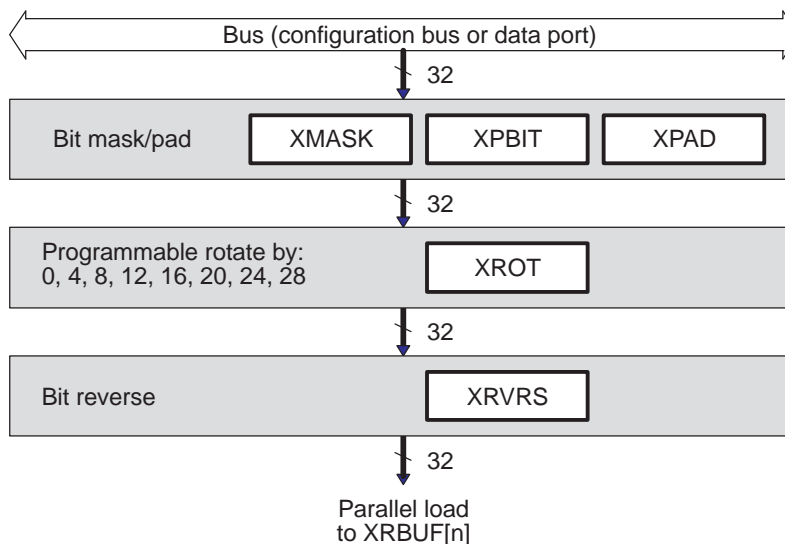 Bus (configuration bus or data port)
32
Bit mask/pad XMASK XPBIT XPAD
32
Programmable rotate by:
0, 4, 8, 12, 16, 20, 24, 28
XROT
32
Bit reverse XRVRS
32
Parallel load
to XRBUF[n]